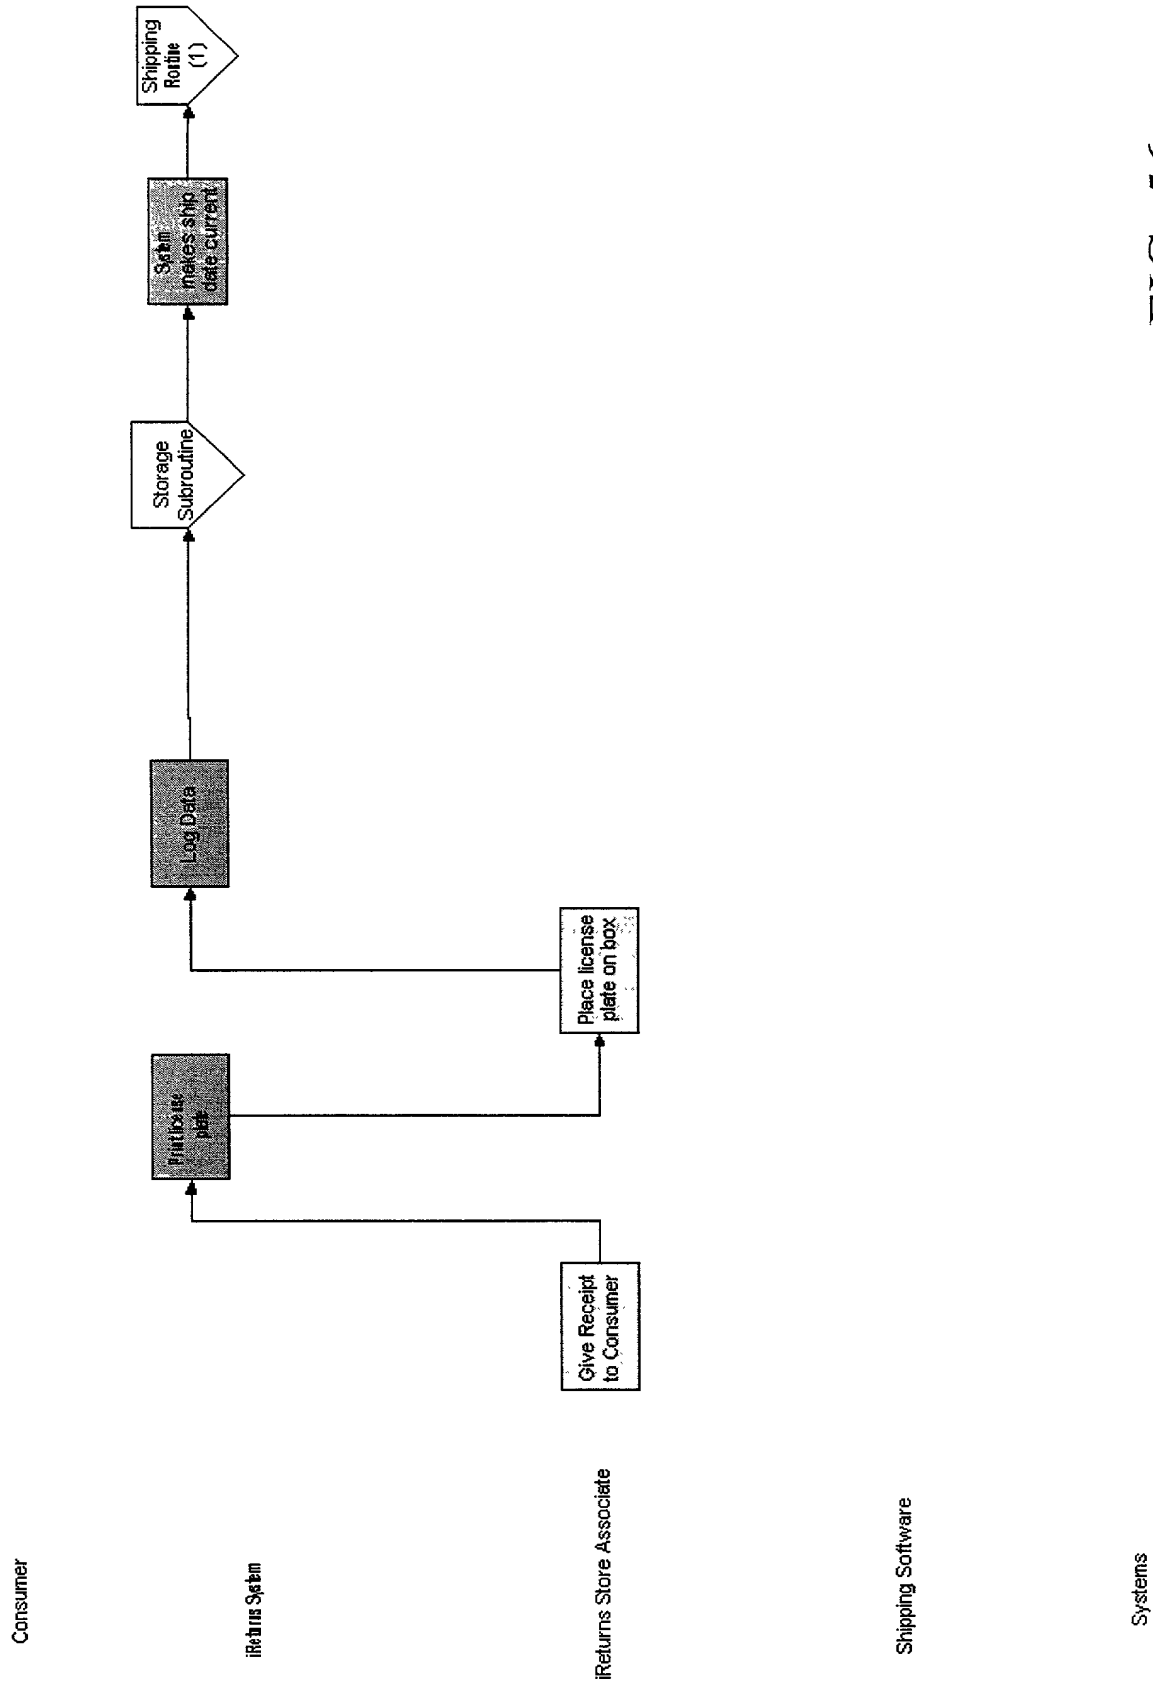 Consumer
iReturns System
iReturns Store Associate
Shipping Software
Systems
Give Receipt
to Consumer
Print license
plate
Place license
plate on box
Log Data
Storage
Subroutine
System
makes ship
date current
Shipping
Routine
(1)